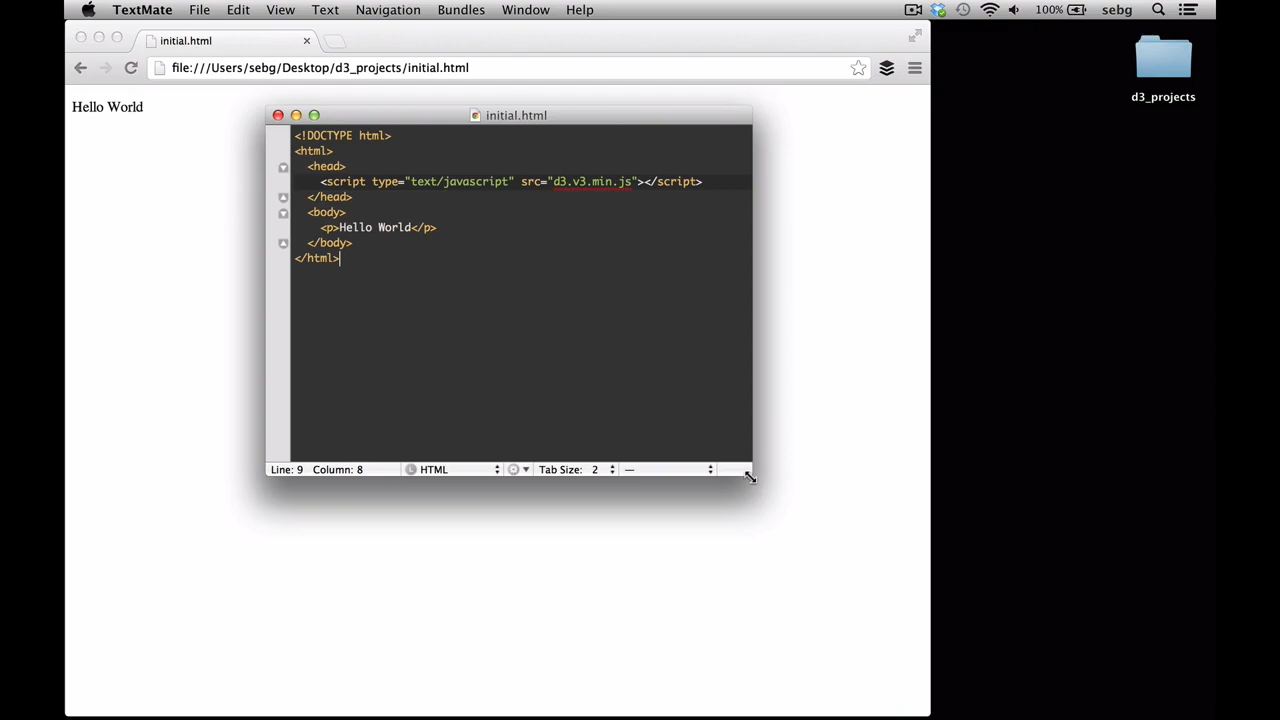 TextMate File Edit View Text Navigation Bundles Window Help 100% sebg
initial.html
file:///Users/sebg/Desktop/d3_projects/initial.html
d3_projects
Hello World
initial.html
<!DOCTYPE html>
<html>
<head>
<script type="text/javascript" src="d3.v3.min.js"></script>
</head>
<body>
<p>Hello World</p>
</body>
</html>
Line: 9 Column: 8 L HTML Tab Size: 2 —